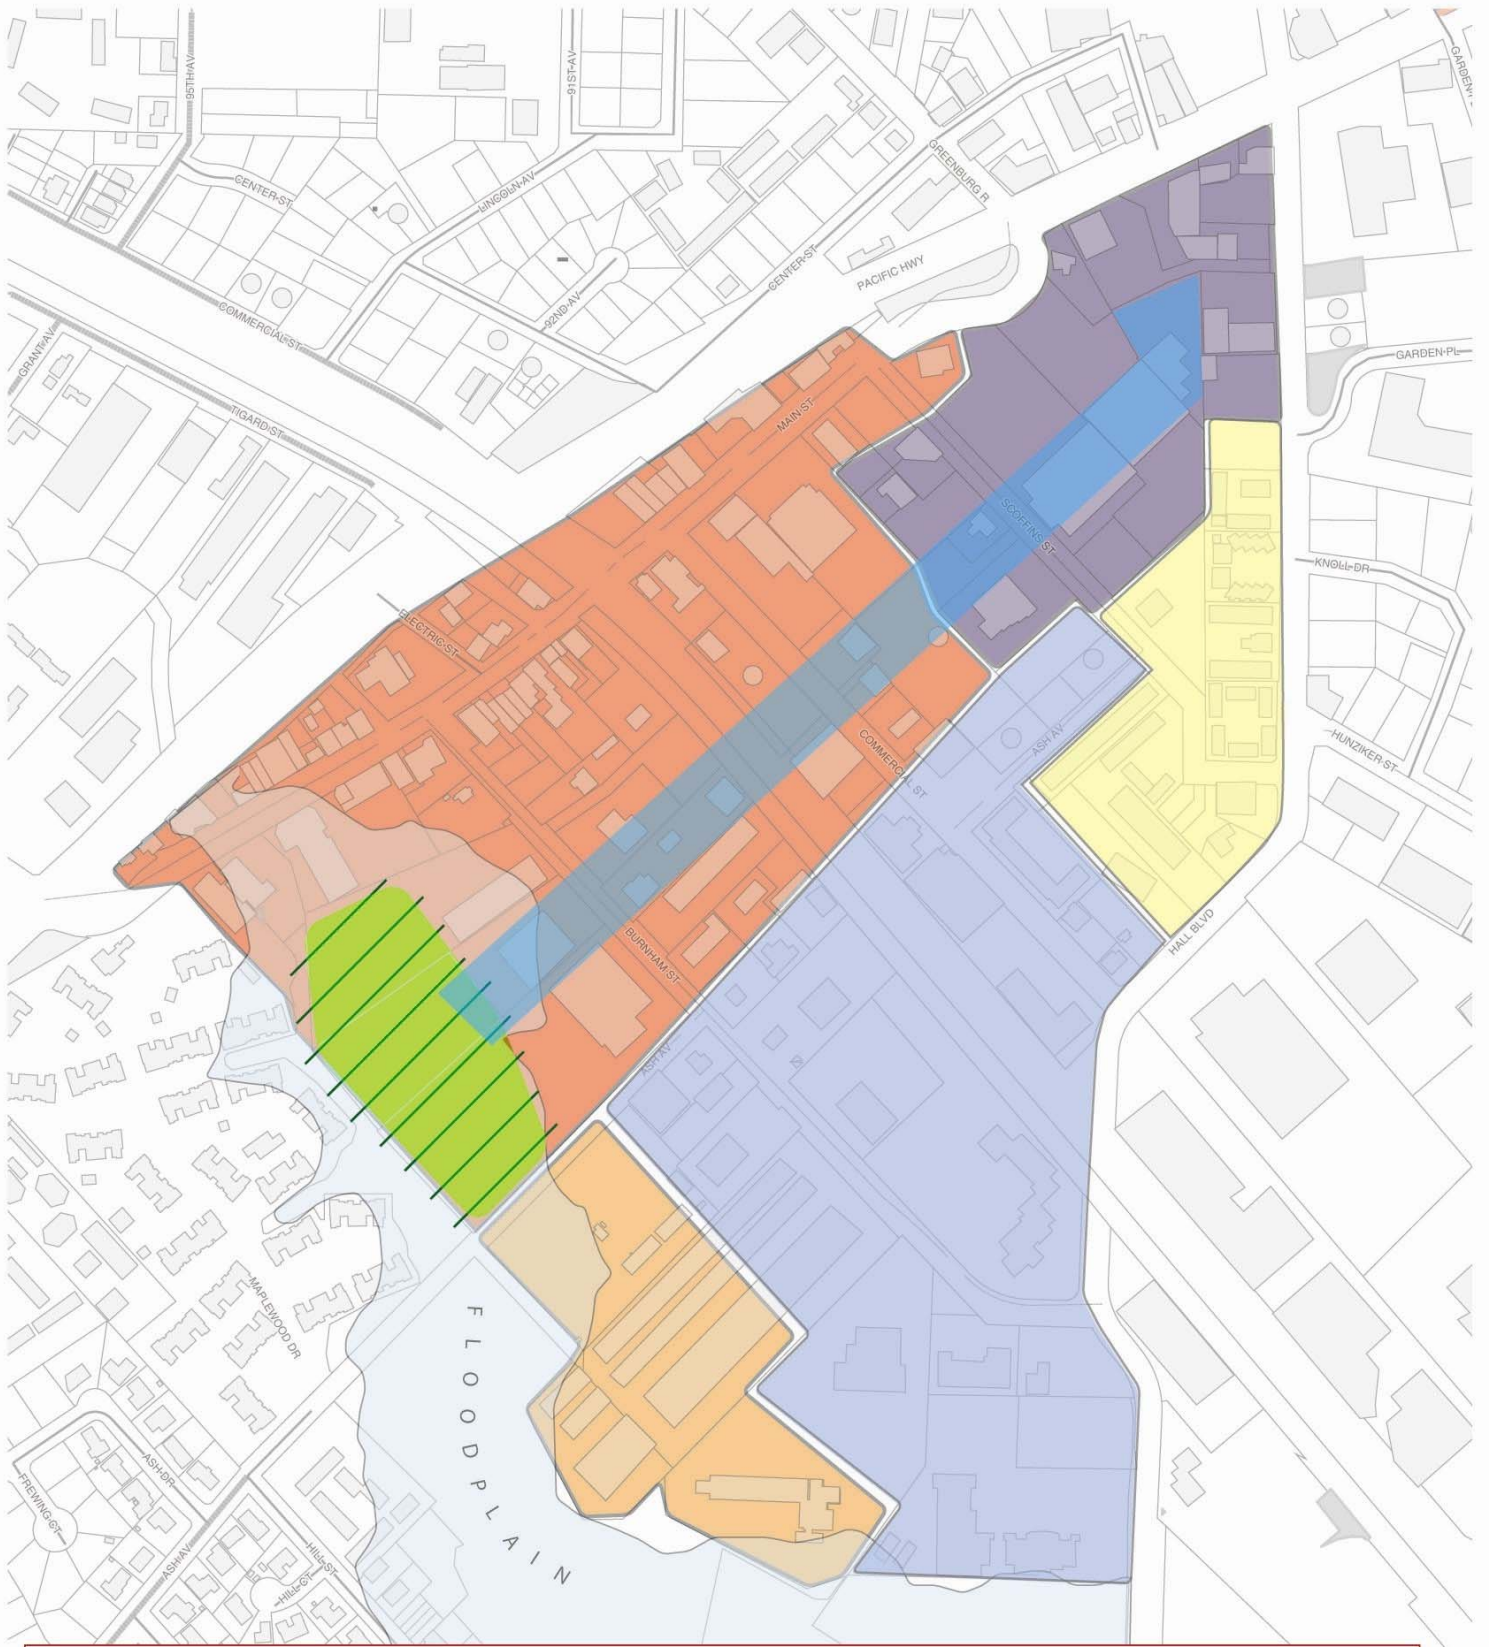 95TH AV
91ST AV
GREENBURG R
CENTER ST
LINCOLN AV
CENTER ST
PACIFIC HWY
92ND AV
COMMERCIAL ST
GRANT AV
TIGARD ST
GARDEN PL
MAIN ST
SCOFFINS ST
KNOLL DR
ELECTRIC ST
HUNZIKER ST
COMMERCIAL ST
ASH AV
HALL BLVD
BURNHAM ST
ASH AV
MAPLEWOOD DR
FLOODPLAIN
ASH DR
FREWING CT
ASH AV
HILL ST
HILL CT